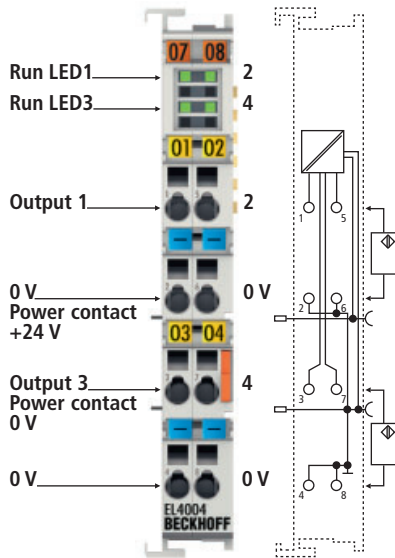 07 08
Run LED1 2
Run LED3 4
01 02
Output 1 2
1 5
0 V 0 V
Power contact
+24 V
2 6
03 04
Output 3 4
Power contact
0 V
3 7
0 V 0 V
4 8
EL4004
BECKHOFF